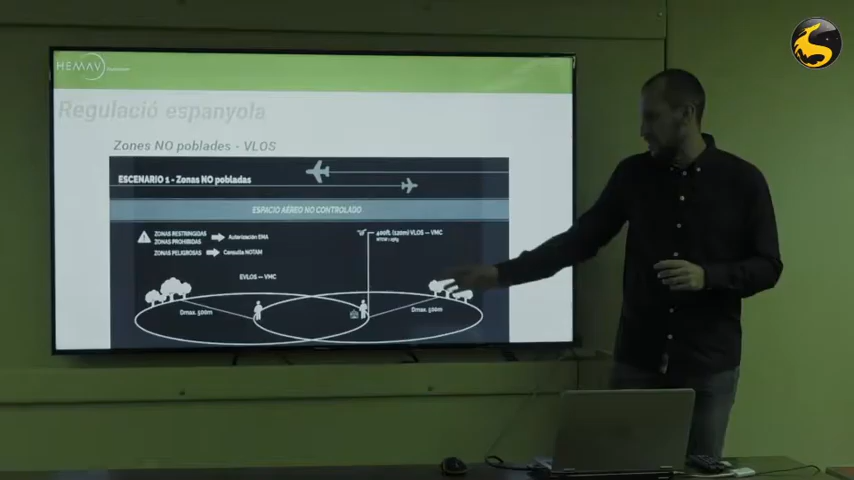 HEMAV
Regulació espanyola
Zones NO poblades - VLOS
ESCENARIO 1 - Zonas NO pobladas
ESPACIO AÉREO NO CONTROLADO
ZONAS RESTRINGIDAS
ZONAS PROHIBIDAS
Autorización EMA
ZONAS PELIGROSAS
Consulta NOTAM
400ft. (120m) VLOS - VMC
EVLOS - VMC
Dmax. 500m
Dmax. 500m